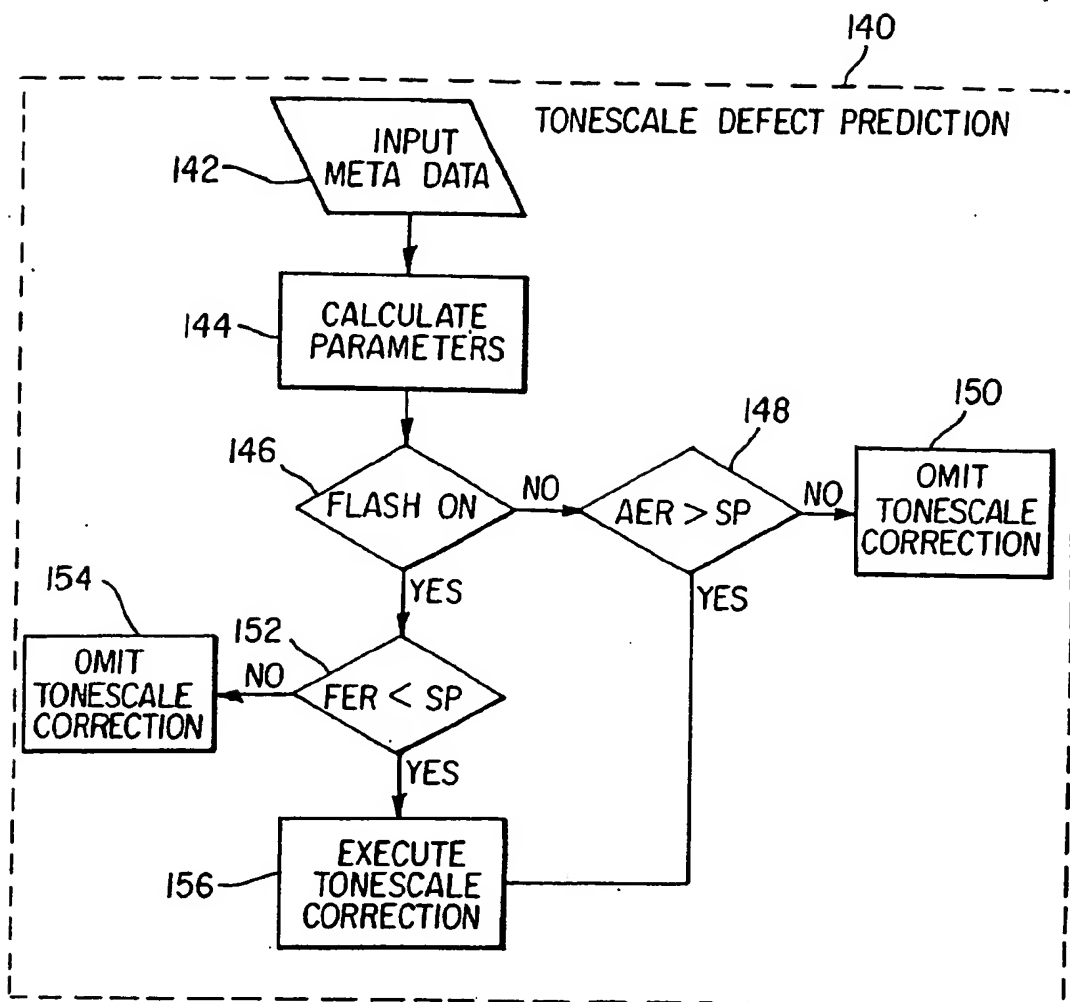 140
TONESCALE DEFECT PREDICTION
INPUT
META DATA
142
CALCULATE
PARAMETERS
144
146
FLASH ON
NO
148
AER > SP
NO
150
OMIT
TONESCALE
CORRECTION
YES
YES
154
OMIT
TONESCALE
CORRECTION
NO
152
FER < SP
YES
156
EXECUTE
TONESCALE
CORRECTION